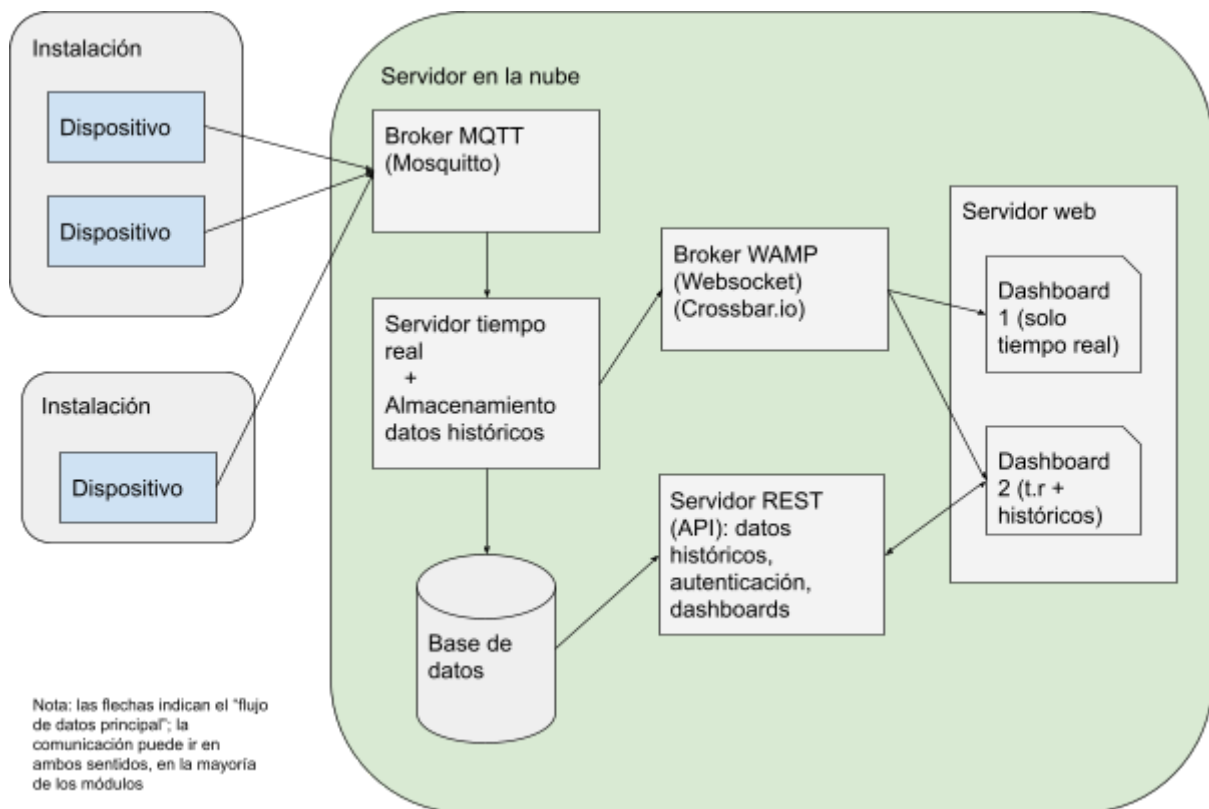 Instalación
Dispositivo
Dispositivo
Instalación
Dispositivo
Servidor en la nube
Broker MQTT
(Mosquitto)
Servidor tiempo
real
+
Almacenamiento
datos históricos
Base de
datos
Broker WAMP
(Websocket)
(Crossbar.io)
Servidor REST
(API): datos
históricos,
autenticación,
dashboards
Servidor web
Dashboard
1 (solo
tiempo real)
Dashboard
2 (t.r +
históricos)
Nota: las flechas indican el "flujo
de datos principal"; la
comunicación puede ir en
ambos sentidos, en la mayoría
de los módulos